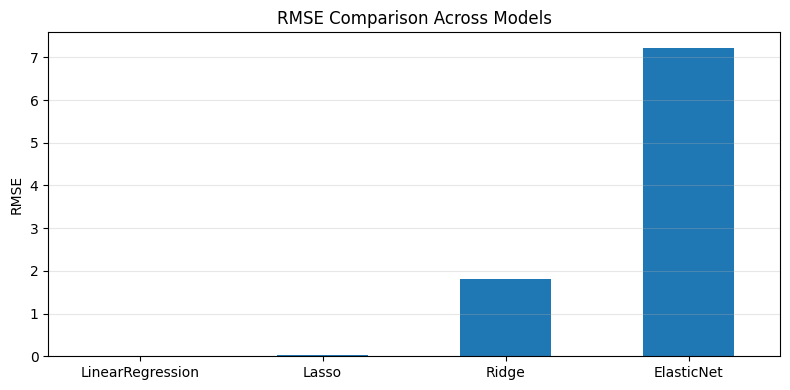 RMSE Comparison Across Models
RMSE
7
6
5
4
3
2
1
0
LinearRegression Lasso Ridge ElasticNet